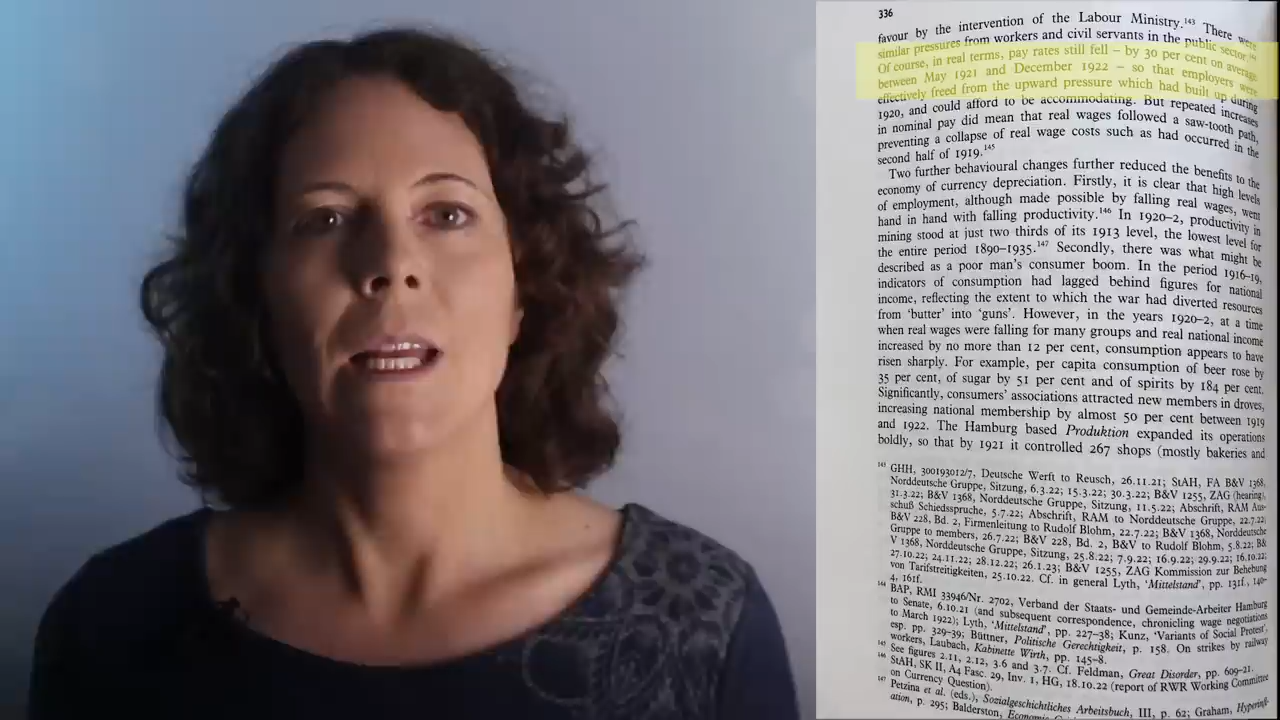 336
favour by the intervention of the Labour Ministry.¹⁴³ There were
similar pressures from workers and civil servants in the public sector.¹⁴⁴
Of course, in real terms, pay rates still fell – by 30 per cent on average
between May 1921 and December 1922 – so that employers were
effectively freed from the upward pressure which had built up during
1920, and could afford to be accommodating. But repeated increases
in nominal pay did mean that real wages followed a saw-tooth path,
preventing a collapse of real wage costs such as had occurred in the
second half of 1919.¹⁴⁵
Two further behavioural changes further reduced the benefits to the
economy of currency depreciation. Firstly, it is clear that high levels
of employment, although made possible by falling real wages, went
hand in hand with falling productivity.¹⁴⁶ In 1920–2, productivity in
mining stood at just two thirds of its 1913 level, the lowest level for
the entire period 1890–1935.¹⁴⁷ Secondly, there was what might be
described as a poor man's consumer boom. In the period 1916–19,
indicators of consumption had lagged behind figures for national
income, reflecting the extent to which the war had diverted resources
from 'butter' into 'guns'. However, in the years 1920–2, at a time
when real wages were falling for many groups and real national income
increased by no more than 12 per cent, consumption appears to have
risen sharply. For example, per capita consumption of beer rose by
35 per cent, of sugar by 51 per cent and of spirits by 184 per cent.
Significantly, consumers' associations attracted new members in droves,
increasing national membership by almost 50 per cent between 1919
and 1922. The Hamburg based Produktion expanded its operations
boldly, so that by 1921 it controlled 267 shops (mostly bakeries and
¹⁴³ GHH, 300193012/7, Deutsche Werft to Reusch, 26.11.21; StAH, FA B&V 1368,
Norddeutsche Gruppe, Sitzung, 6.3.22; 15.3.22; 30.3.22; B&V 1255, ZAG (hearing),
31.3.22; B&V 1368, Norddeutsche Gruppe, Sitzung, 11.5.22; Abschrift, RAM Aus-
schuß Schiedssprüche, 5.7.22; Abschrift, RAM to Norddeutsche Gruppe, 22.7.22;
B&V 228, Bd. 2, Firmenleitung to Rudolf Blohm, 22.7.22; B&V 1368, Norddeutsche
Gruppe to members, 26.7.22; B&V 228, Bd. 2, B&V to Rudolf Blohm, 5.8.22; B&
V 1368, Norddeutsche Gruppe, Sitzung, 25.8.22; 7.9.22; 16.9.22; 29.9.22; 16.10.22;
27.10.22; 24.11.22; 28.12.22; 26.1.23; B&V 1255, ZAG Kommission zur Behebung
von Tarifstreitigkeiten, 25.10.22. Cf. in general Lyth, 'Mittelstand', pp. 131f., 140–
4, 161f.
¹⁴⁴ BAP, RMI 33946/Nr. 2702, Verband der Staats- und Gemeinde-Arbeiter Hamburg
to Senate, 6.10.21 (and subsequent correspondence, chronicling wage negotiations
to March 1922); Lyth, 'Mittelstand', pp. 227–38; Kunz, 'Variants of Social Protest',
esp. pp. 329–39; Büttner, Politische Gerechtigkeit, p. 158. On strikes by railway
workers, Laubach, Kabinette Wirth, pp. 145–8.
¹⁴⁵ See figures 2.11, 2.12, 3.6 and 3.7. Cf. Feldman, Great Disorder, pp. 609–21.
¹⁴⁶ StAH, SK II, A4 Fasc. 29, Inv. 1, HG, 18.10.22 (report of RWR Working Committee
on Currency Question).
¹⁴⁷ Petzina et al. (eds.), Sozialgeschichtliches Arbeitsbuch, III, p. 62; Graham, Hyperinfl-
ation, p. 295; Balderston,